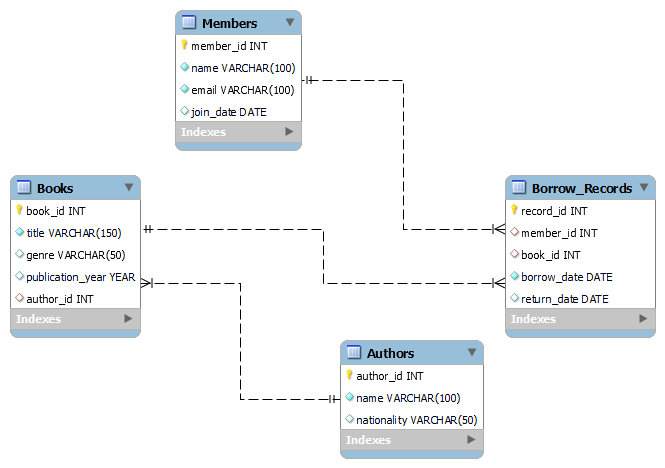 Members
member_id INT
name VARCHAR(100)
email VARCHAR(100)
join_date DATE
Indexes
Books
book_id INT
title VARCHAR(150)
genre VARCHAR(50)
publication_year YEAR
author_id INT
Indexes
Borrow_Records
record_id INT
member_id INT
book_id INT
borrow_date DATE
return_date DATE
Indexes
Authors
author_id INT
name VARCHAR(100)
nationality VARCHAR(50)
Indexes